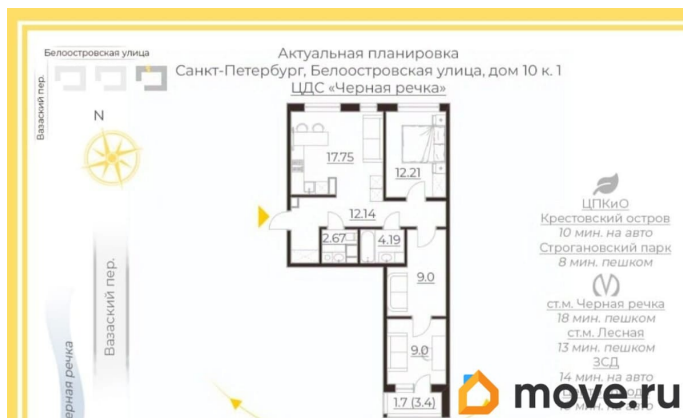 Актуальная планировка
Санкт-Петербург, Белоостровская улица, дом 10 к. 1
ЦДС «Черная речка»
Белоостровская улица
Вазаский пер.
N
17.75
12.21
12.14
2.67
4.19
9.0
9.0
1.7 (3.4)
Вазаский пер.
речка
ЦПКиО
Крестовский остров
10 мин. на авто
Строгановский парк
8 мин. пешком
ст.м. Черная речка
18 мин. пешком
ст.м. Лесная
13 мин. пешком
ЗСД
14 мин. на авто
move.ru